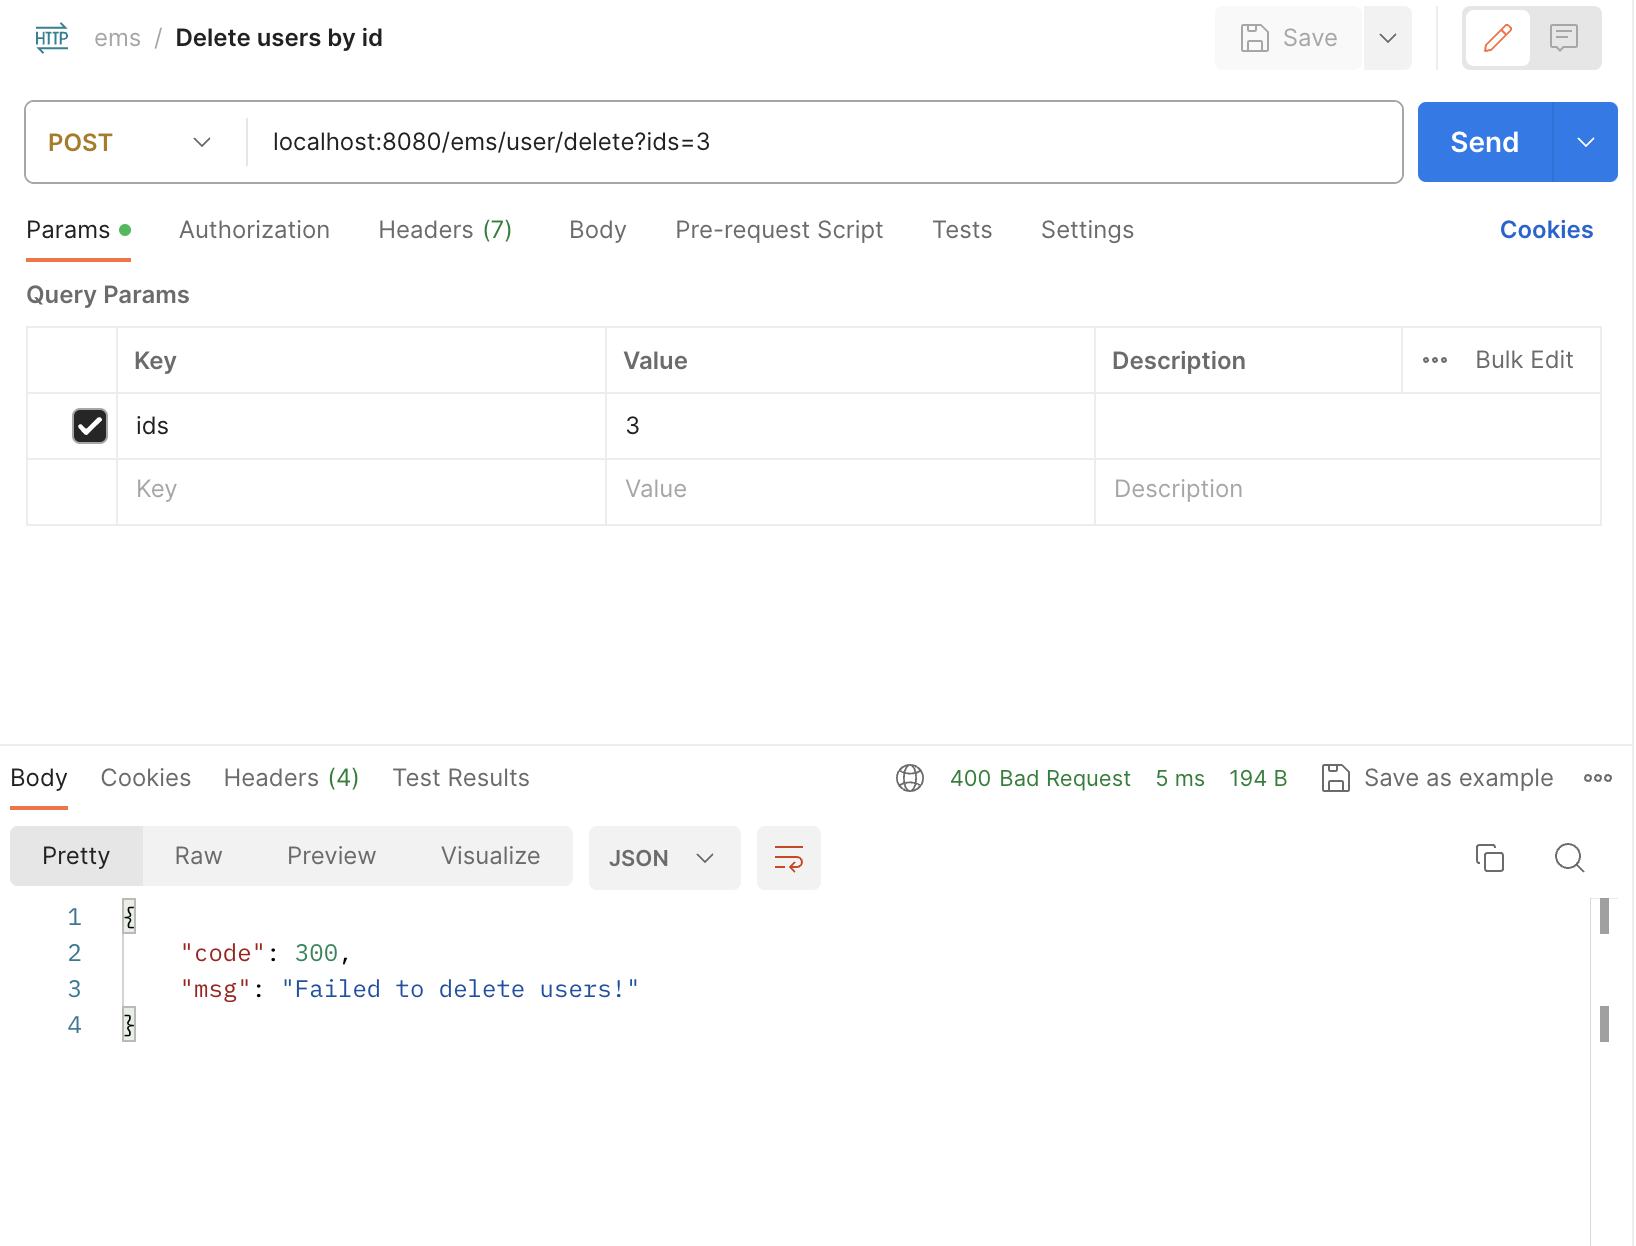 HTTP ems / Delete users by id Save
POST localhost:8080/ems/user/delete?ids=3 Send
Params Authorization Headers (7) Body Pre-request Script Tests Settings Cookies
Query Params
Key Value Description Bulk Edit
ids 3
Key Value Description
Body Cookies Headers (4) Test Results 400 Bad Request 5 ms 194 B Save as example
Pretty Raw Preview Visualize JSON
1 {
2 "code": 300,
3 "msg": "Failed to delete users!"
4 }